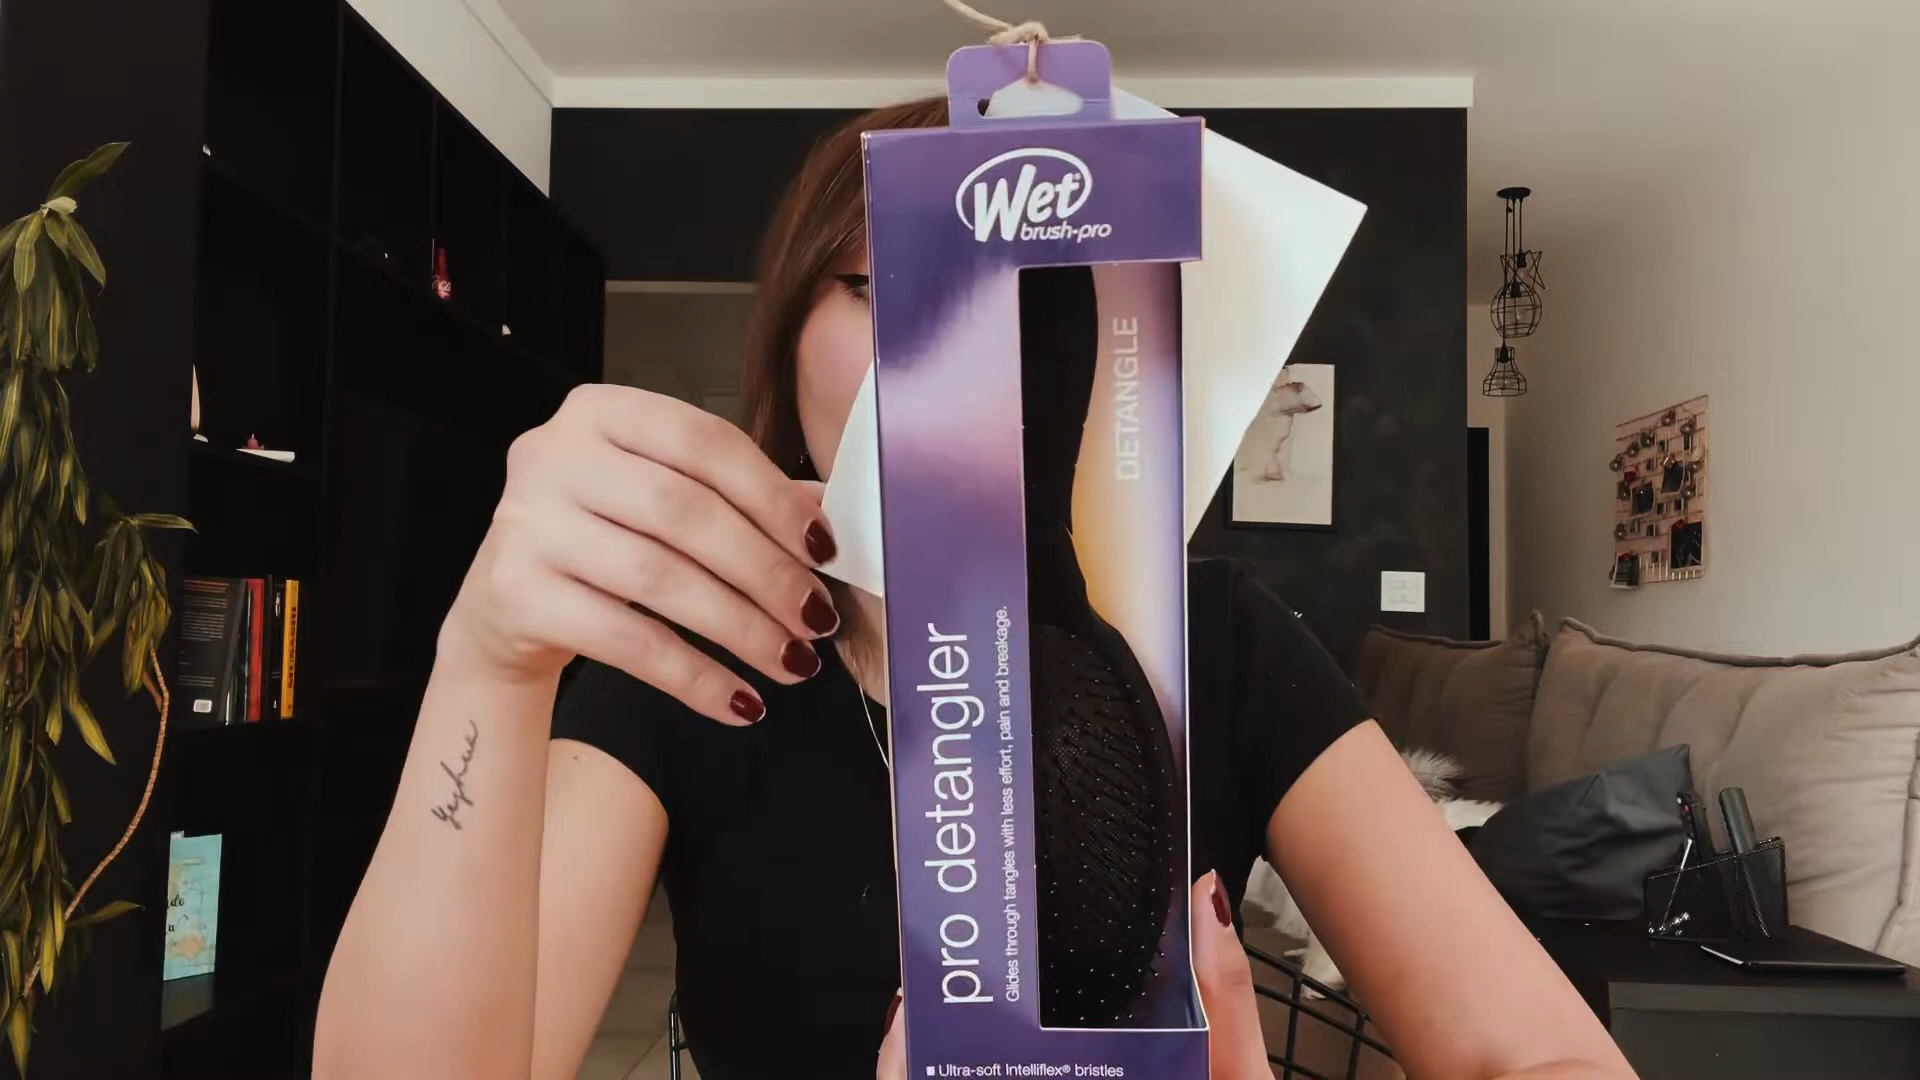 Wet
brush-pro
DETANGLE
pro detangler
Glides through tangles with less effort, pain and breakage.
■ Ultra-soft Intelliflex® bristles
Yeshua